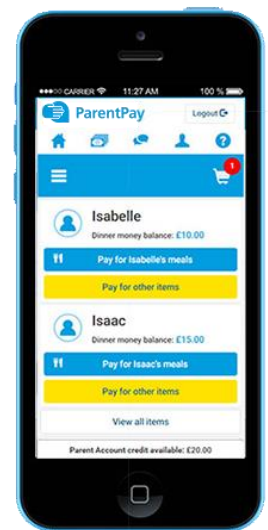 CARRIER 11:27 AM 100 %
ParentPay Logout
1
Isabelle
Dinner money balance: £10.00
Pay for Isabelle's meals
Pay for other items
Isaac
Dinner money balance: £15.00
Pay for Isaac's meals
Pay for other items
View all items
Parent Account credit available: £20.00